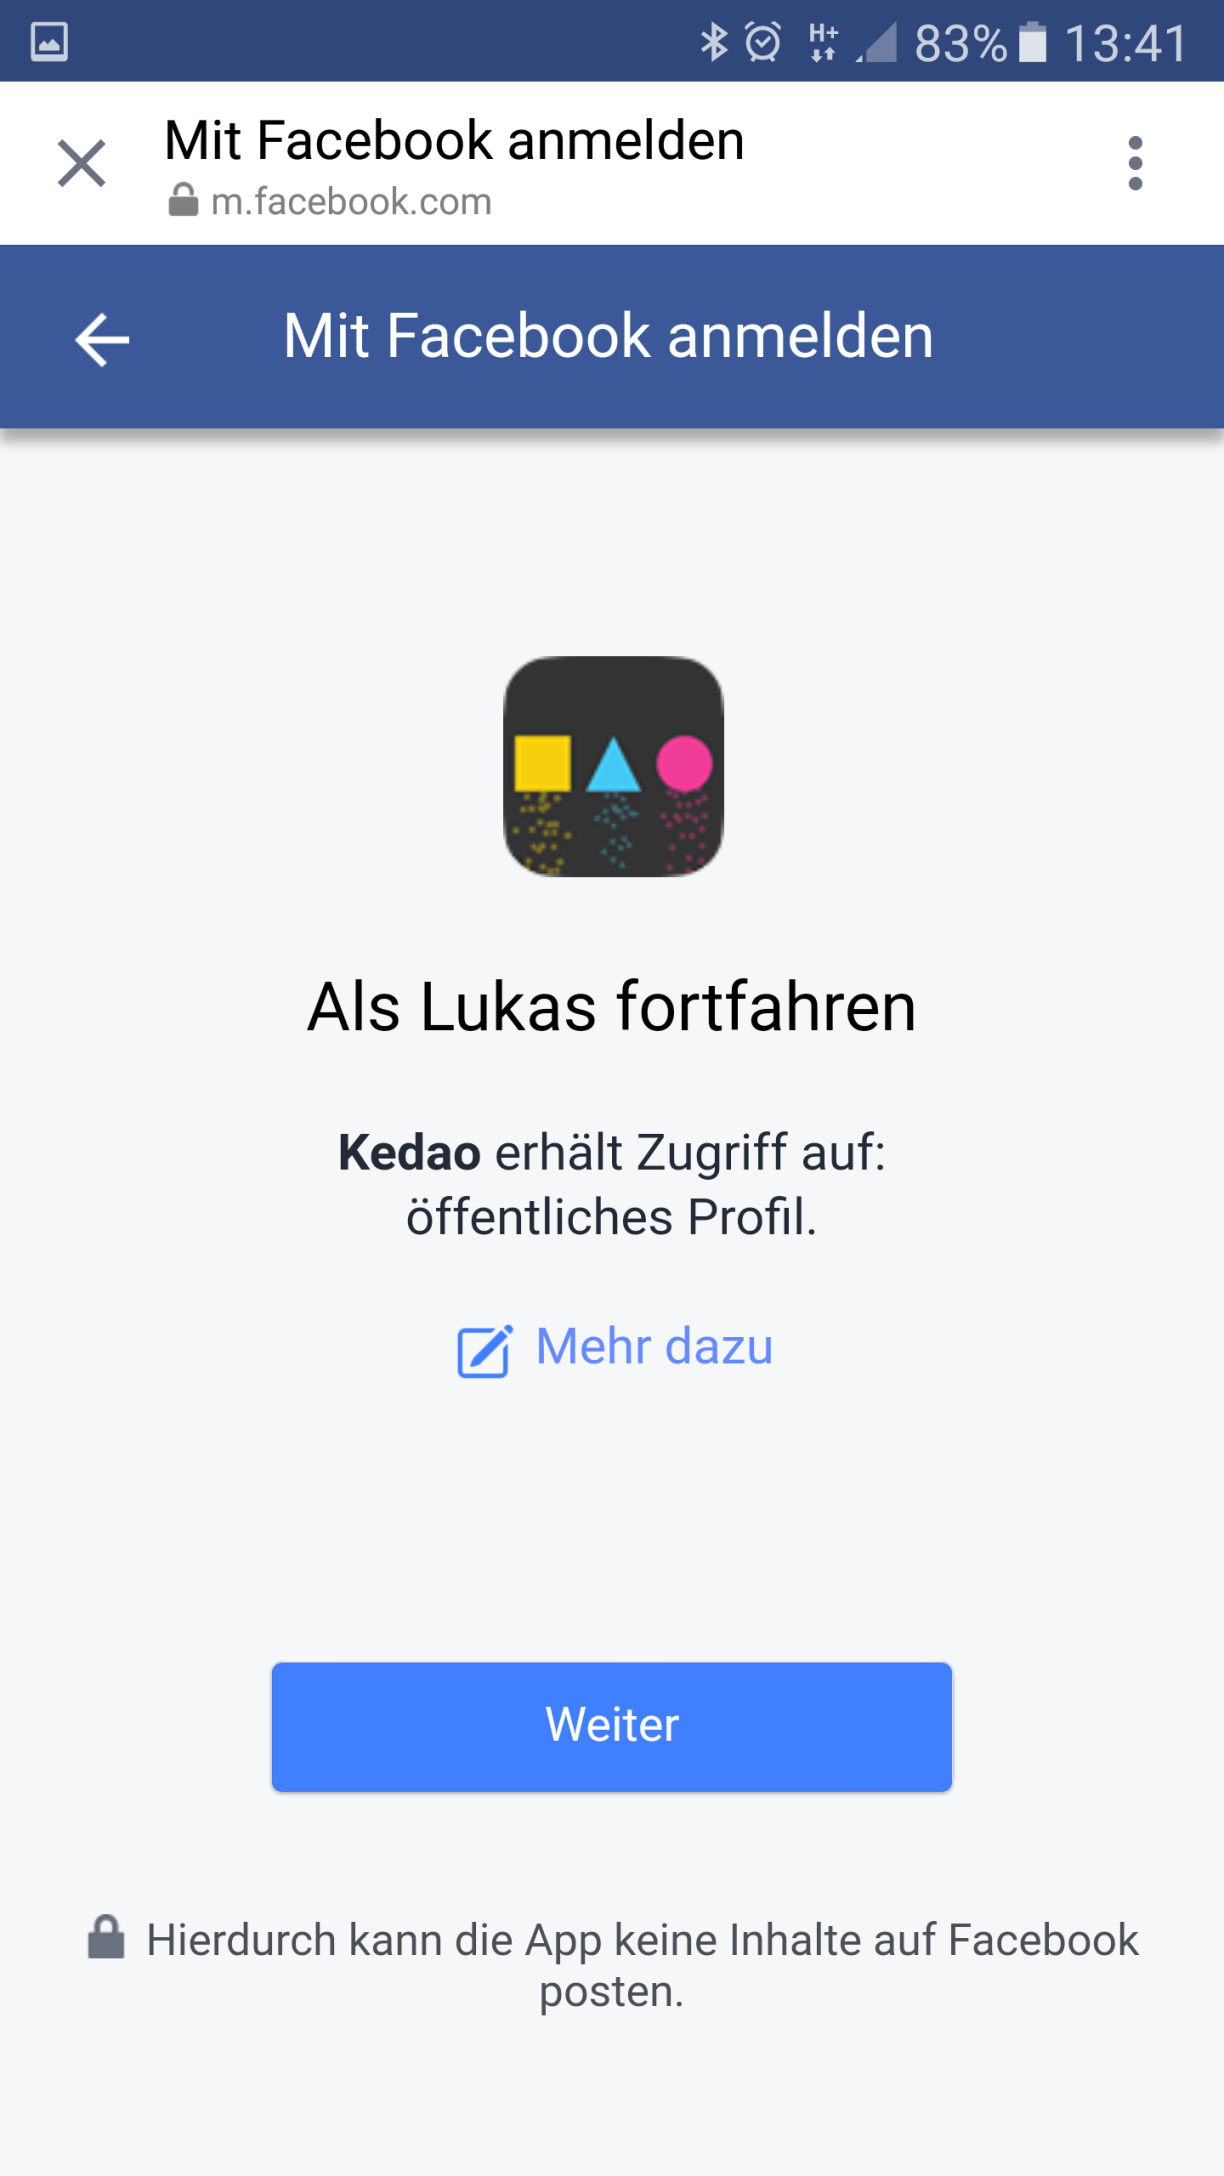 H+ 83% 13:41
Mit Facebook anmelden
m.facebook.com
Mit Facebook anmelden
Als Lukas fortfahren
Kedao erhält Zugriff auf:
öffentliches Profil.
Mehr dazu
Weiter
Hierdurch kann die App keine Inhalte auf Facebook
posten.